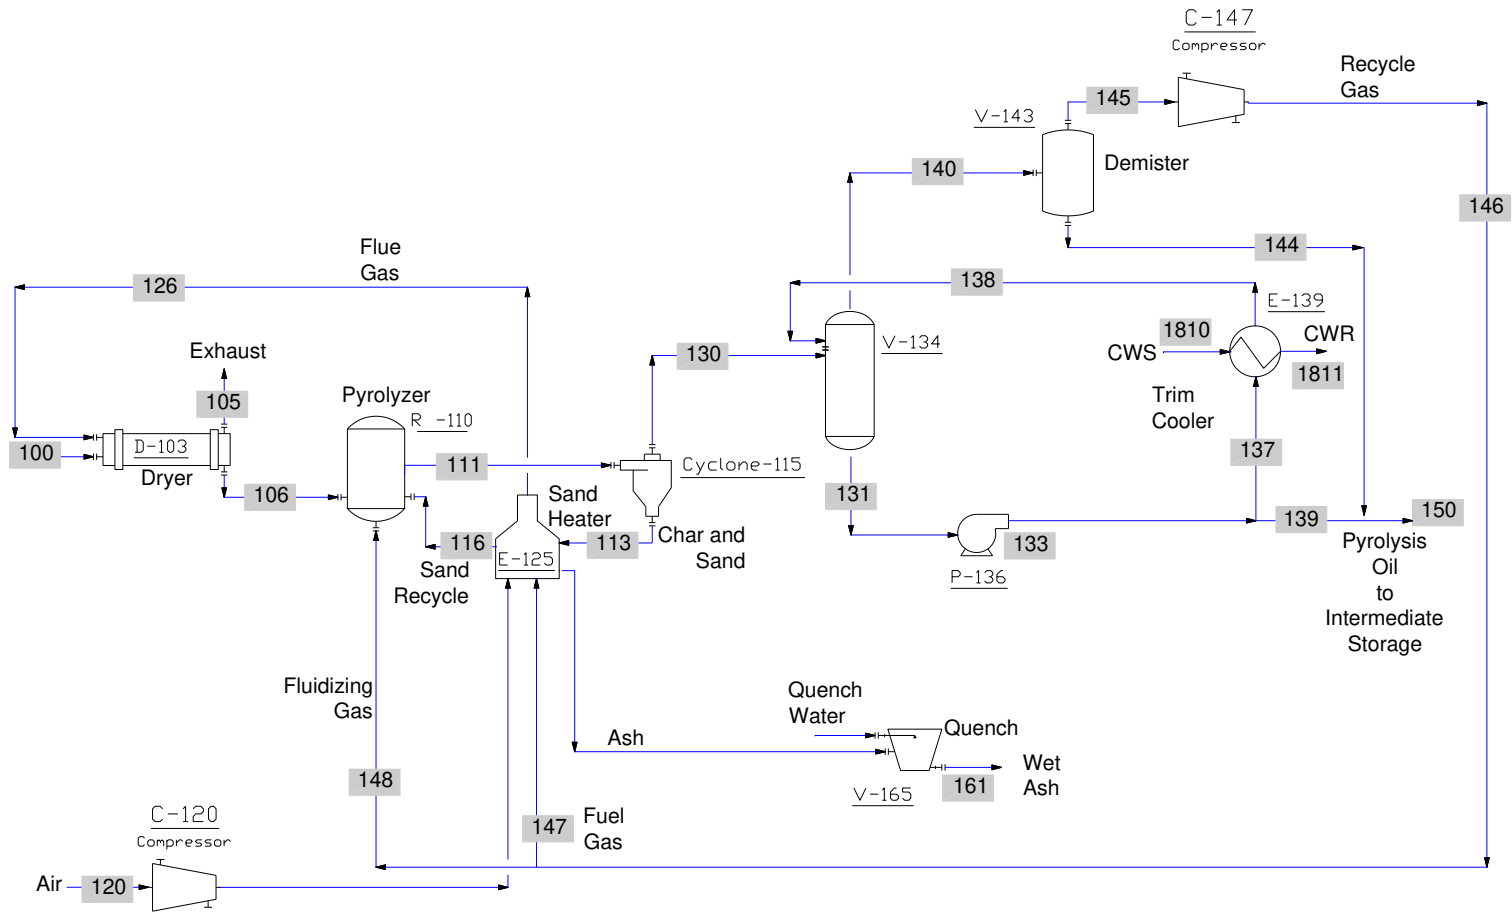 C-147
Compressor
Recycle
Gas
145
V-143
Demister
140
146
144
Flue
Gas
126
138
E-139
1810
CWS
CWR
1811
V-134
130
Exhaust
105
Trim
Cooler
Pyrolyzer
R -110
100
D-103
Dryer
111
Cyclone-115
137
106
131
Sand
Heater
139
150
133
116
E-125
113
Char and
Sand
Sand
Recycle
P-136
Pyrolysis
Oil
to
Intermediate
Storage
Fluidizing
Gas
Quench
Water
Quench
Ash
Wet
Ash
148
161
V-165
C-120
Compressor
147
Fuel
Gas
Air
120